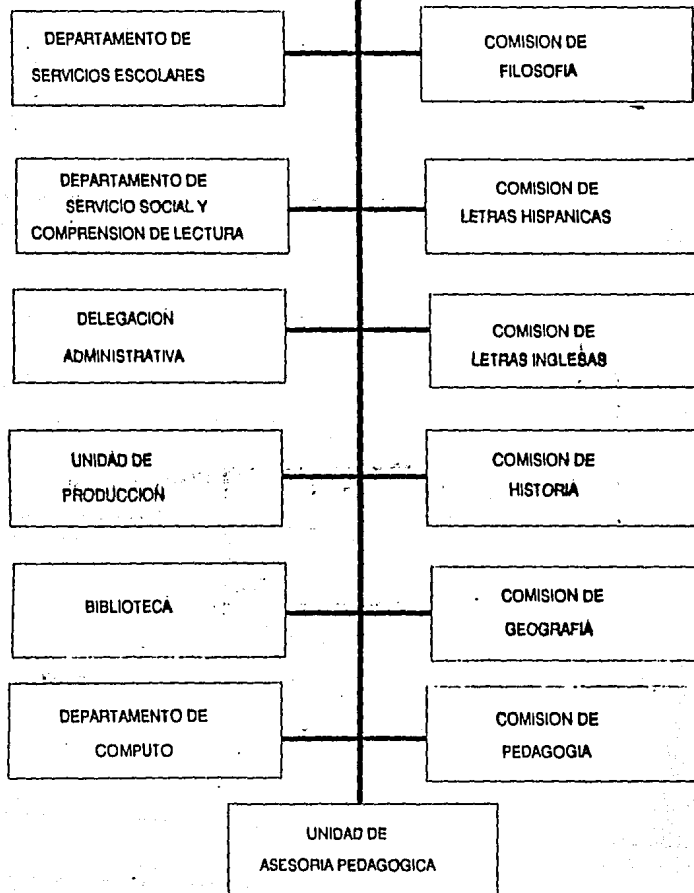 DEPARTAMENTO DE
SERVICIOS ESCOLARES
COMISION DE
FILOSOFIA
DEPARTAMENTO DE
SERVICIO SOCIAL Y
COMPRENSION DE LECTURA
COMISION DE
LETRAS HISPANICAS
DELEGACION
ADMINISTRATIVA
COMISION DE
LETRAS INGLESAS
UNIDAD DE
PRODUCCION
COMISION DE
HISTORIA
BIBLIOTECA
COMISION DE
GEOGRAFIA
DEPARTAMENTO DE
COMPUTO
COMISION DE
PEDAGOGIA
UNIDAD DE
ASESORIA PEDAGOGICA